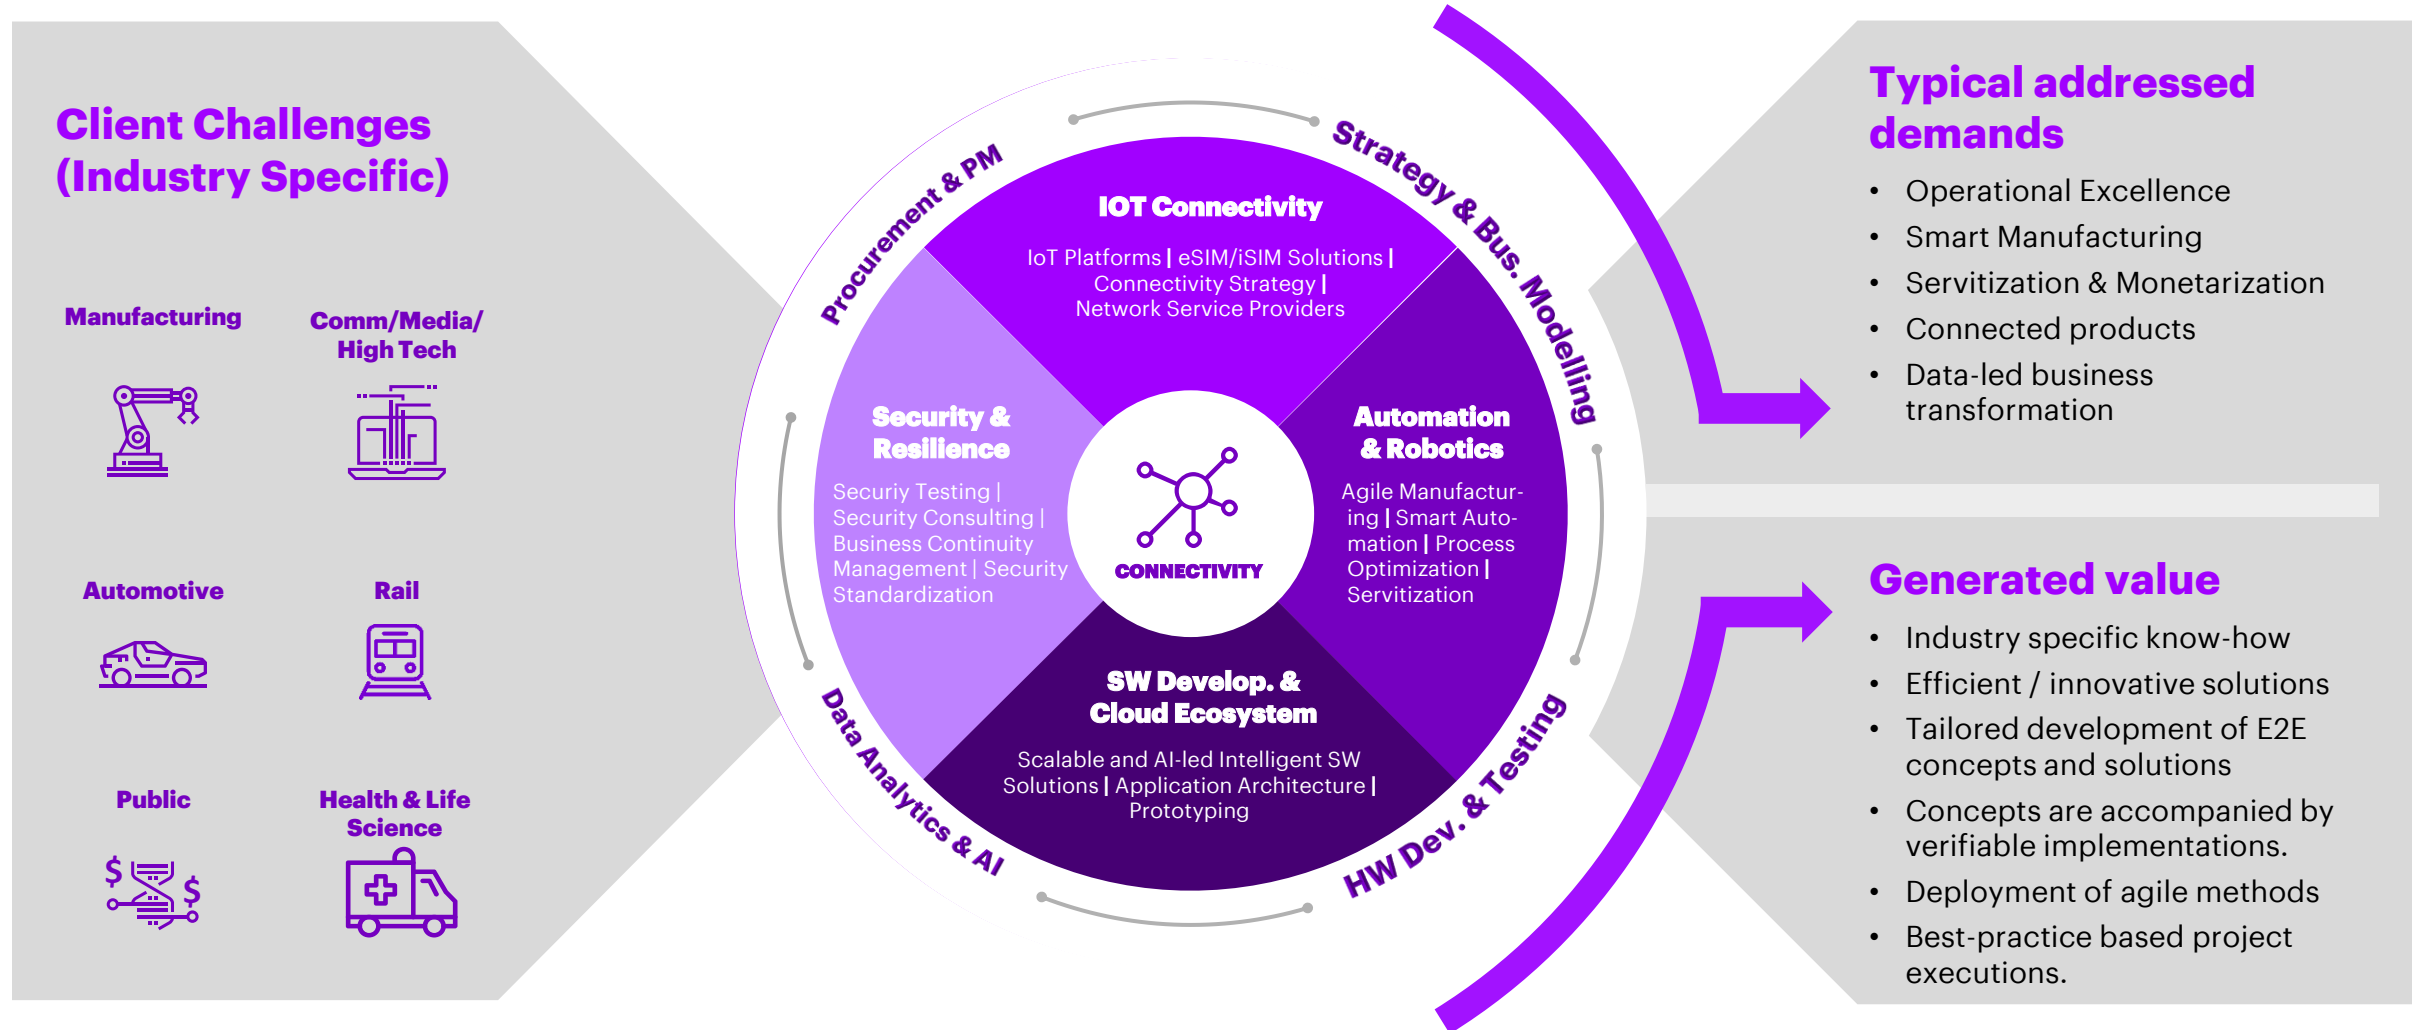 Client Challenges
(Industry Specific)
Manufacturing
Comm/Media/
High Tech
Automotive
Rail
Public
Health & Life
Science
$
$
Procurement & PM
Strategy & Bus. Modelling
Data Analytics & AI
HW Dev. & Testing
IOT Connectivity
IoT Platforms | eSIM/iSIM Solutions |
Connectivity Strategy |
Network Service Providers
Security &
Resilience
Securiy Testing |
Security Consulting |
Business Continuity
Management | Security
Standardization
CONNECTIVITY
Automation
& Robotics
Agile Manufactur-
ing | Smart Auto-
mation | Process
Optimization |
Servitization
SW Develop. &
Cloud Ecosystem
Scalable and AI-led Intelligent SW
Solutions | Application Architecture |
Prototyping
Typical addressed
demands
• Operational Excellence
• Smart Manufacturing
• Servitization & Monetarization
• Connected products
• Data-led business
transformation
Generated value
• Industry specific know-how
• Efficient / innovative solutions
• Tailored development of E2E
concepts and solutions
• Concepts are accompanied by
verifiable implementations.
• Deployment of agile methods
• Best-practice based project
executions.